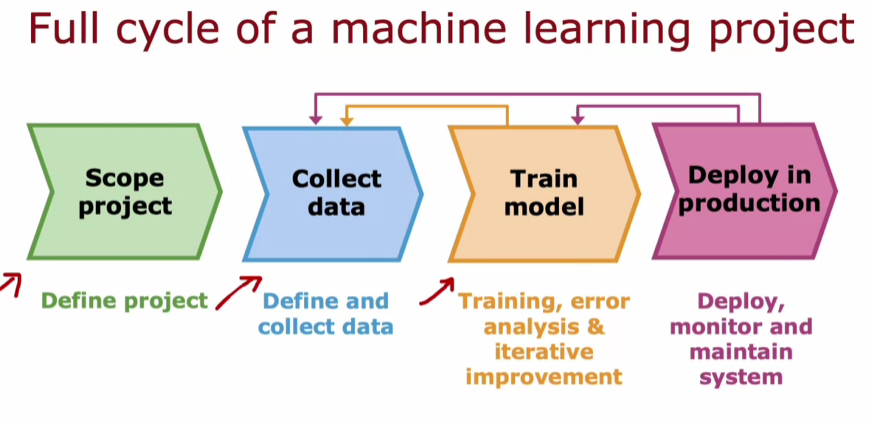 Full cycle of a machine learning project
Scope
project
Collect
data
Train
model
Deploy in
production
Define project
Define and
collect data
Training, error
analysis &
iterative
improvement
Deploy,
monitor and
maintain
system